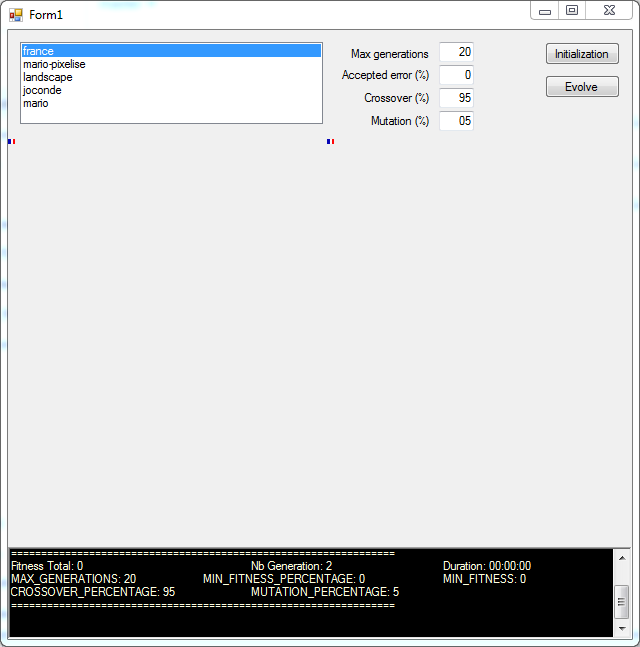 Form1
france
mario-pixelise
landscape
joconde
mario
Max generations 20
Accepted error (%) 0
Crossover (%) 95
Mutation (%) 05
Initialization
Evolve
================================================================
Fitness Total: 0 Nb Generation: 2 Duration: 00:00:00
MAX_GENERATIONS: 20 MIN_FITNESS_PERCENTAGE: 0 MIN_FITNESS: 0
CROSSOVER_PERCENTAGE: 95 MUTATION_PERCENTAGE: 5
================================================================